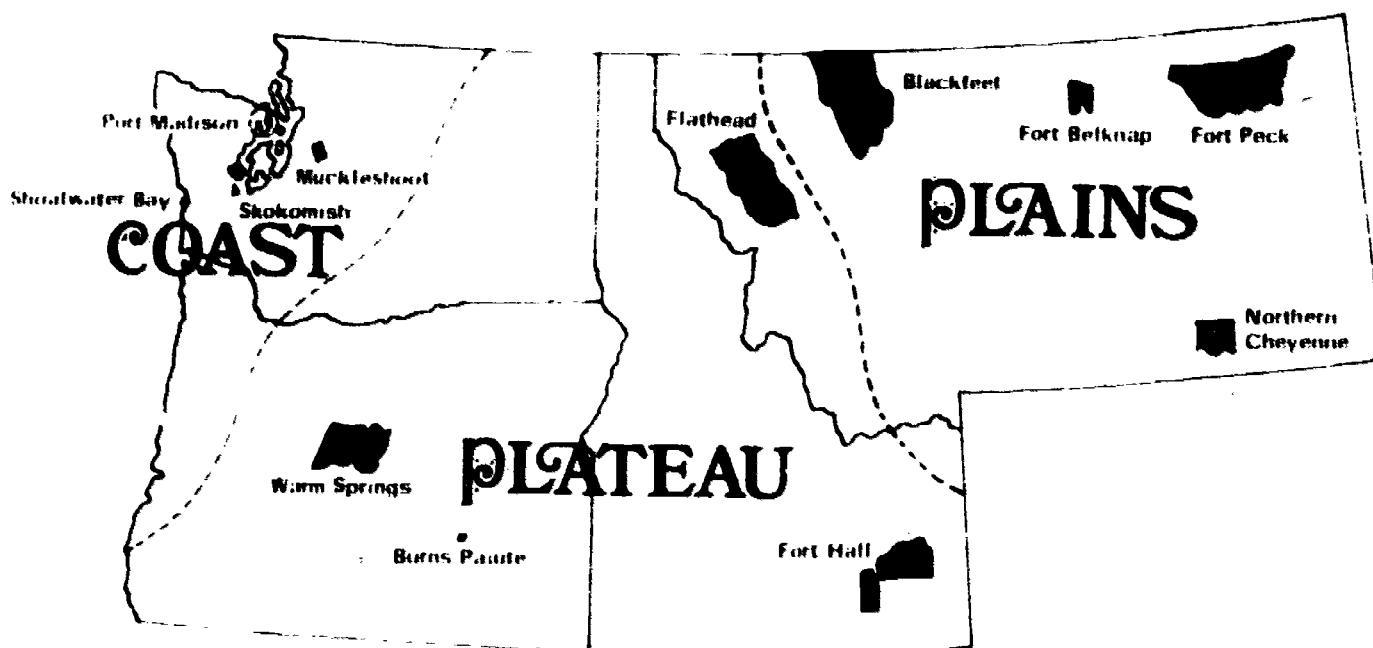 Blackfeet
Flathead
Port Madison
Fort Belknap
Fort Peck
Muckleshoot
Shoalwater Bay
Skokomish
PLAINS
COAST
Northern
Cheyenne
PLATEAU
Warm Springs
Burns Paiute
Fort Hall